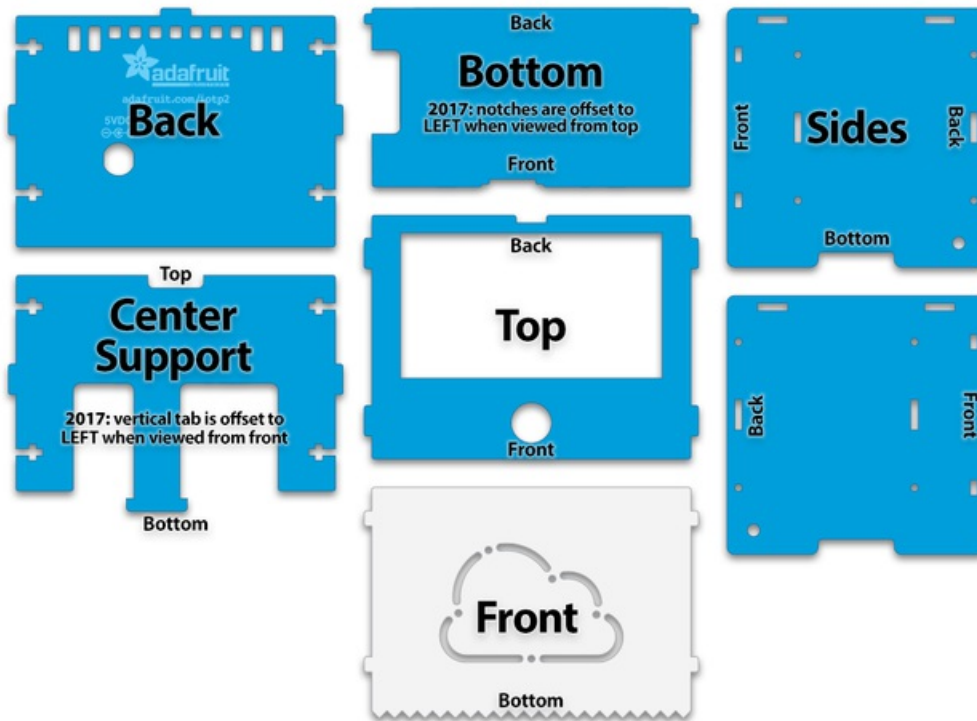 adafruit
adafruit.com/iotp2
5VDC
Back
Back
Bottom
2017: notches are offset to
LEFT when viewed from top
Front
Front
Sides
Back
Bottom
Top
Center
Support
2017: vertical tab is offset to
LEFT when viewed from front
Bottom
Back
Top
Front
Back
Front
Front
Bottom